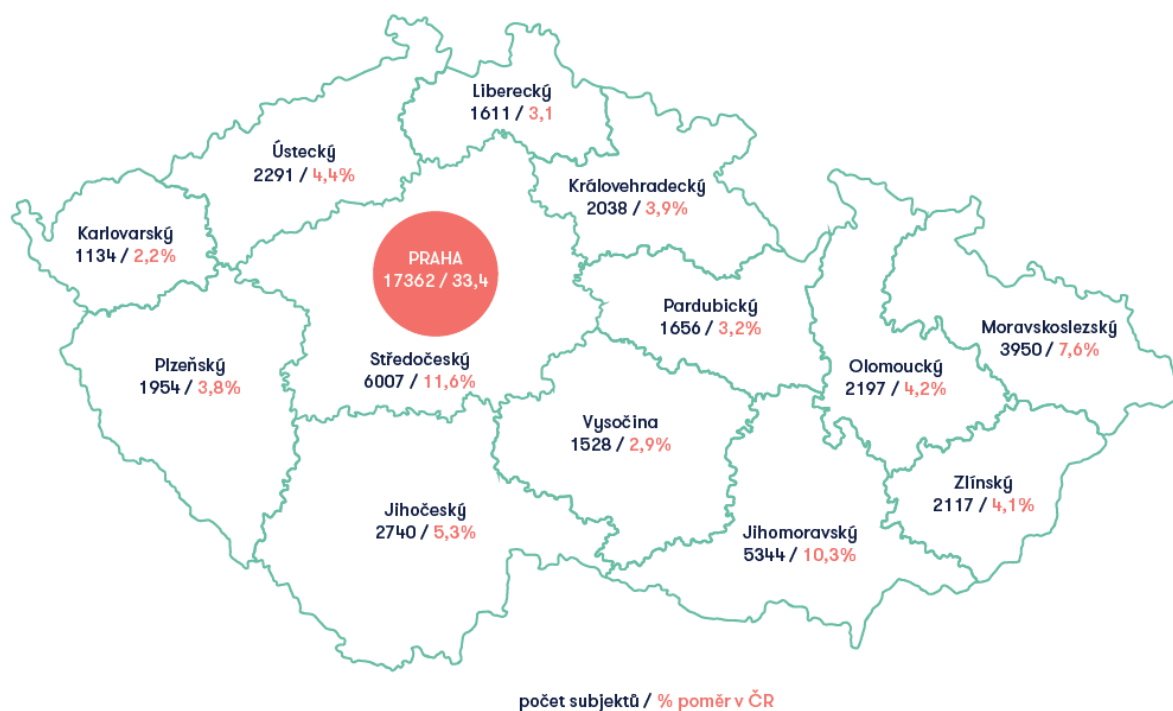 Liberecký
1611 / 3,1
Ústecký
2291 / 4,4%
Královehradecký
2038 / 3,9%
Karlovarský
1134 / 2,2%
PRAHA
17362 / 33,4
Pardubický
1656 / 3,2%
Moravskoslezský
3950 / 7,6%
Plzeňský
1954 / 3,8%
Středočeský
6007 / 11,6%
Olomoucký
2197 / 4,2%
Vysočina
1528 / 2,9%
Zlínský
2117 / 4,1%
Jihočeský
2740 / 5,3%
Jihomoravský
5344 / 10,3%
počet subjektů / % poměr v ČR